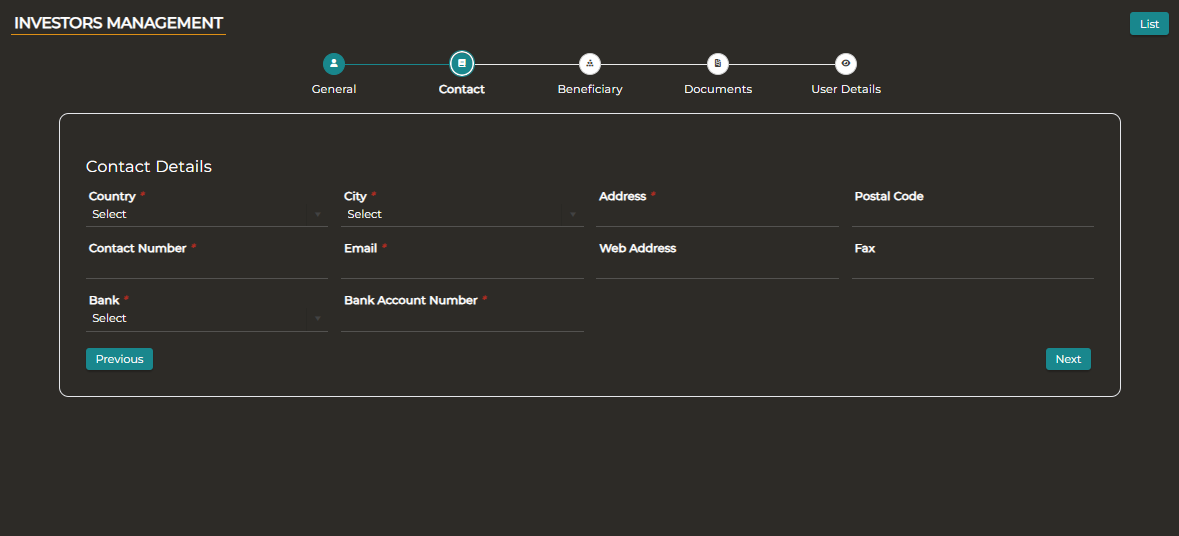 INVESTORS MANAGEMENT
List
General Contact Beneficiary Documents User Details
Contact Details
Country * City * Address * Postal Code
Select Select
Contact Number * Email * Web Address Fax
Bank * Bank Account Number *
Select
Previous Next